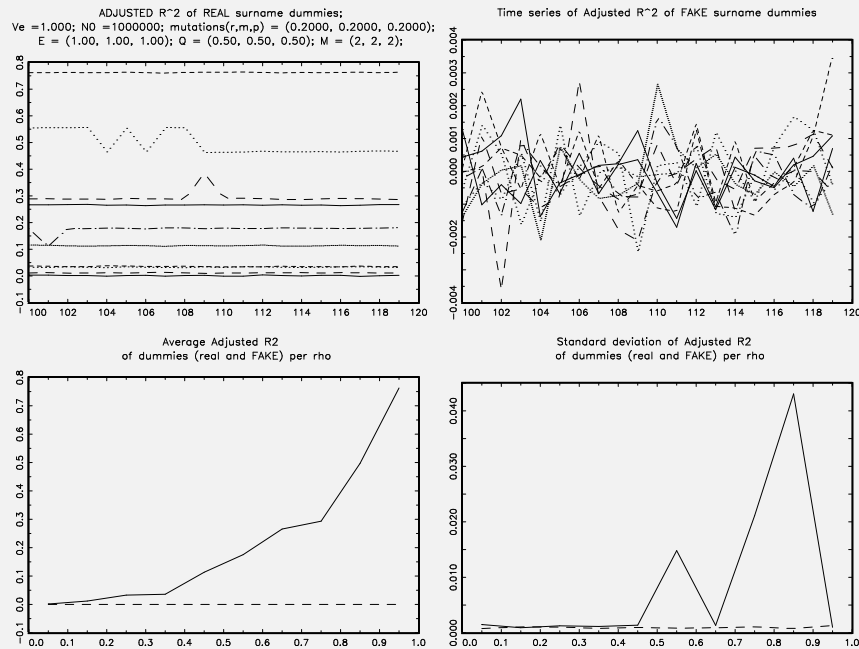 ADJUSTED R^2 of REAL surname dummies;
Ve =1.000; N0 =1000000; mutations(r,m,p) = (0.2000, 0.2000, 0.2000);
E = (1.00, 1.00, 1.00); Q = (0.50, 0.50, 0.50); M = (2, 2, 2);
0.8
0.7
0.6
0.5
0.4
0.3
0.2
0.1
0.0
−0.1
100 102 104 106 108 110 112 114 116 118 120
Time series of Adjusted R^2 of FAKE surname dummies
0.004
0.003
0.002
0.001
0.000
−0.001
−0.002
−0.003
−0.004
100 102 104 106 108 110 112 114 116 118 120
Average Adjusted R2
of dummies (real and FAKE) per rho
0.8
0.7
0.6
0.5
0.4
0.3
0.2
0.1
0.0
−0.1
0.0 0.1 0.2 0.3 0.4 0.5 0.6 0.7 0.8 0.9 1.0
Standard deviation of Adjusted R2
of dummies (real and FAKE) per rho
0.040
0.030
0.020
0.010
0.000
0.0 0.1 0.2 0.3 0.4 0.5 0.6 0.7 0.8 0.9 1.0